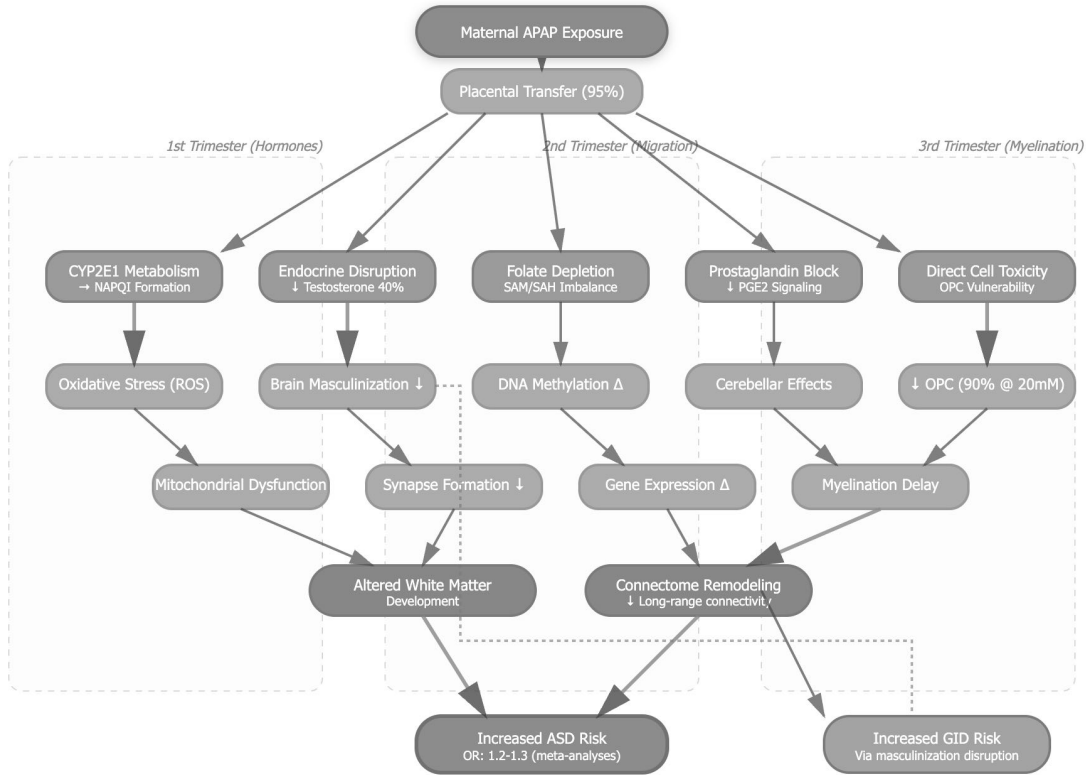 Maternal APAP Exposure
Placental Transfer (95%)
1st Trimester (Hormones)
2nd Trimester (Migration)
3rd Trimester (Myelination)
CYP2E1 Metabolism
→ NAPQI Formation
Endocrine Disruption
↓ Testosterone 40%
Folate Depletion
SAM/SAH Imbalance
Prostaglandin Block
↓ PGE2 Signaling
Direct Cell Toxicity
OPC Vulnerability
Oxidative Stress (ROS)
Brain Masculinization ↓
DNA Methylation Δ
Cerebellar Effects
↓ OPC (90% @ 20mM)
Mitochondrial Dysfunction
Synapse Formation ↓
Gene Expression Δ
Myelination Delay
Altered White Matter
Development
Connectome Remodeling
↓ Long-range connectivity
Increased ASD Risk
OR: 1.2-1.3 (meta-analyses)
Increased GID Risk
Via masculinization disruption